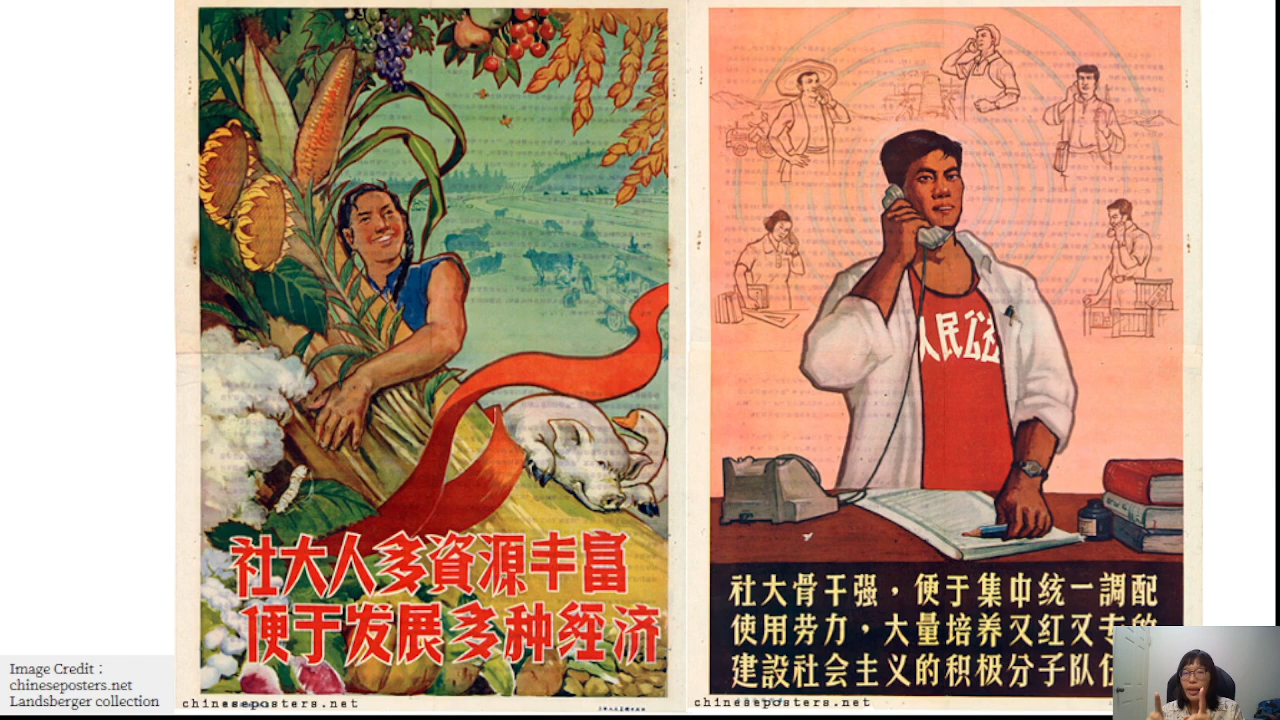 社大人多資源丰富
便于发展多种經济
chineseposters.net
人民公社
社大骨干强，便于集中统一調配
使用劳力，大量培养又紅又专的
建設社会主义的积极分子队伍
chineseposters.net
Image Credit：
chineseposters.net
Landsberger collection